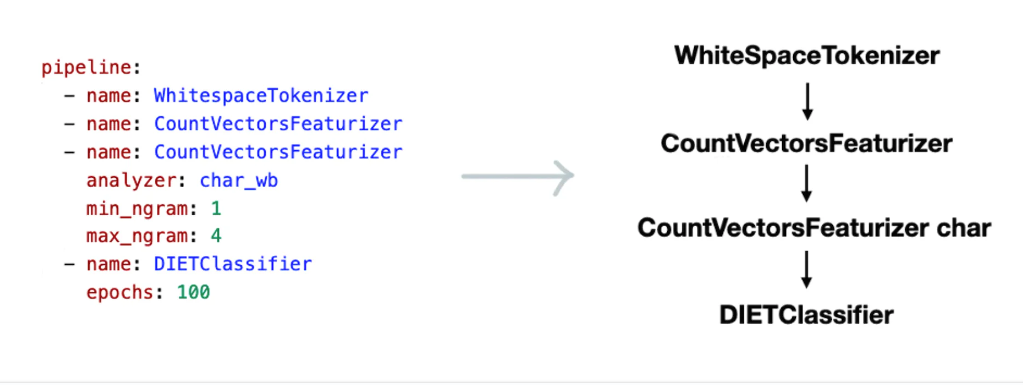 pipeline:
- name: WhitespaceTokenizer
- name: CountVectorsFeaturizer
- name: CountVectorsFeaturizer
analyzer: char_wb
min_ngram: 1
max_ngram: 4
- name: DIETClassifier
epochs: 100
WhiteSpaceTokenizer
CountVectorsFeaturizer
CountVectorsFeaturizer char
DIETClassifier